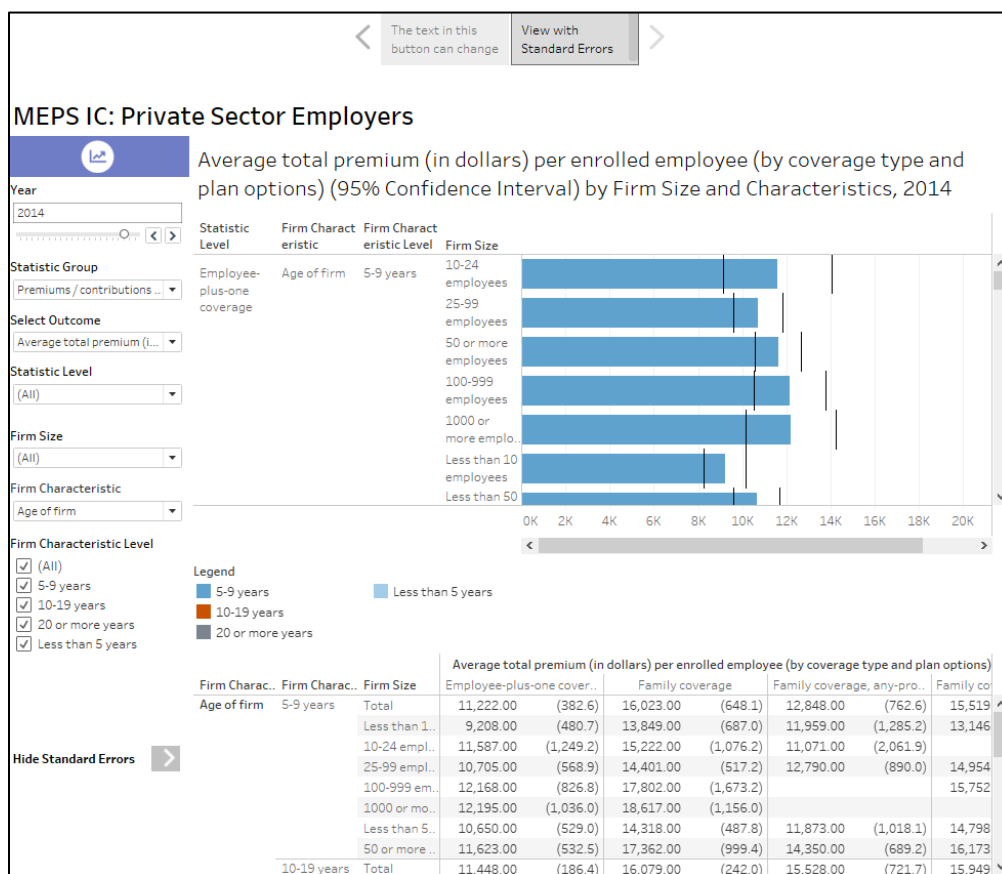 The text in this
button can change
View with
Standard Errors
MEPS IC: Private Sector Employers
Average total premium (in dollars) per enrolled employee (by coverage type and
plan options) (95% Confidence Interval) by Firm Size and Characteristics, 2014
Year
2014
Statistic Group
Premiums / contributions ..
Select Outcome
Average total premium (i...
Statistic Level
(All)
Firm Size
(All)
Firm Characteristic
Age of firm
Firm Characteristic Level
(All)
5-9 years
10-19 years
20 or more years
Less than 5 years
Hide Standard Errors
Statistic Firm Charact Firm Charact
Level eristic eristic Level Firm Size
Employee-
plus-one
coverage
Age of firm
5-9 years
10-24
employees
25-99
employees
50 or more
employees
100-999
employees
1000 or
more emplo..
Less than 10
employees
Less than 50
0K 2K 4K 6K 8K 10K 12K 14K 16K 18K 20K
Legend
5-9 years Less than 5 years
10-19 years
20 or more years
Average total premium (in dollars) per enrolled employee (by coverage type and plan options)
Firm Charac.. Firm Charac.. Firm Size Employee-plus-one cover.. Family coverage Family coverage, any-pro.. Family co
Age of firm 5-9 years Total 11,222.00 (382.6) 16,023.00 (648.1) 12,848.00 (762.6) 15,519
Less than 1.. 9,208.00 (480.7) 13,849.00 (687.0) 11,959.00 (1,285.2) 13,146
10-24 empl.. 11,587.00 (1,249.2) 15,222.00 (1,076.2) 11,071.00 (2,061.9)
25-99 empl.. 10,705.00 (568.9) 14,401.00 (517.2) 12,790.00 (890.0) 14,954
100-999 em.. 12,168.00 (826.8) 17,802.00 (1,673.2) 15,752
1000 or mo.. 12,195.00 (1,036.0) 18,617.00 (1,156.0)
Less than 5.. 10,650.00 (529.0) 14,318.00 (487.8) 11,873.00 (1,018.1) 14,798
50 or more .. 11,623.00 (532.5) 17,362.00 (999.4) 14,350.00 (689.2) 16,173
10-19 years Total 11,448.00 (186.4) 16,079.00 (242.0) 15,528.00 (721.7) 15,949